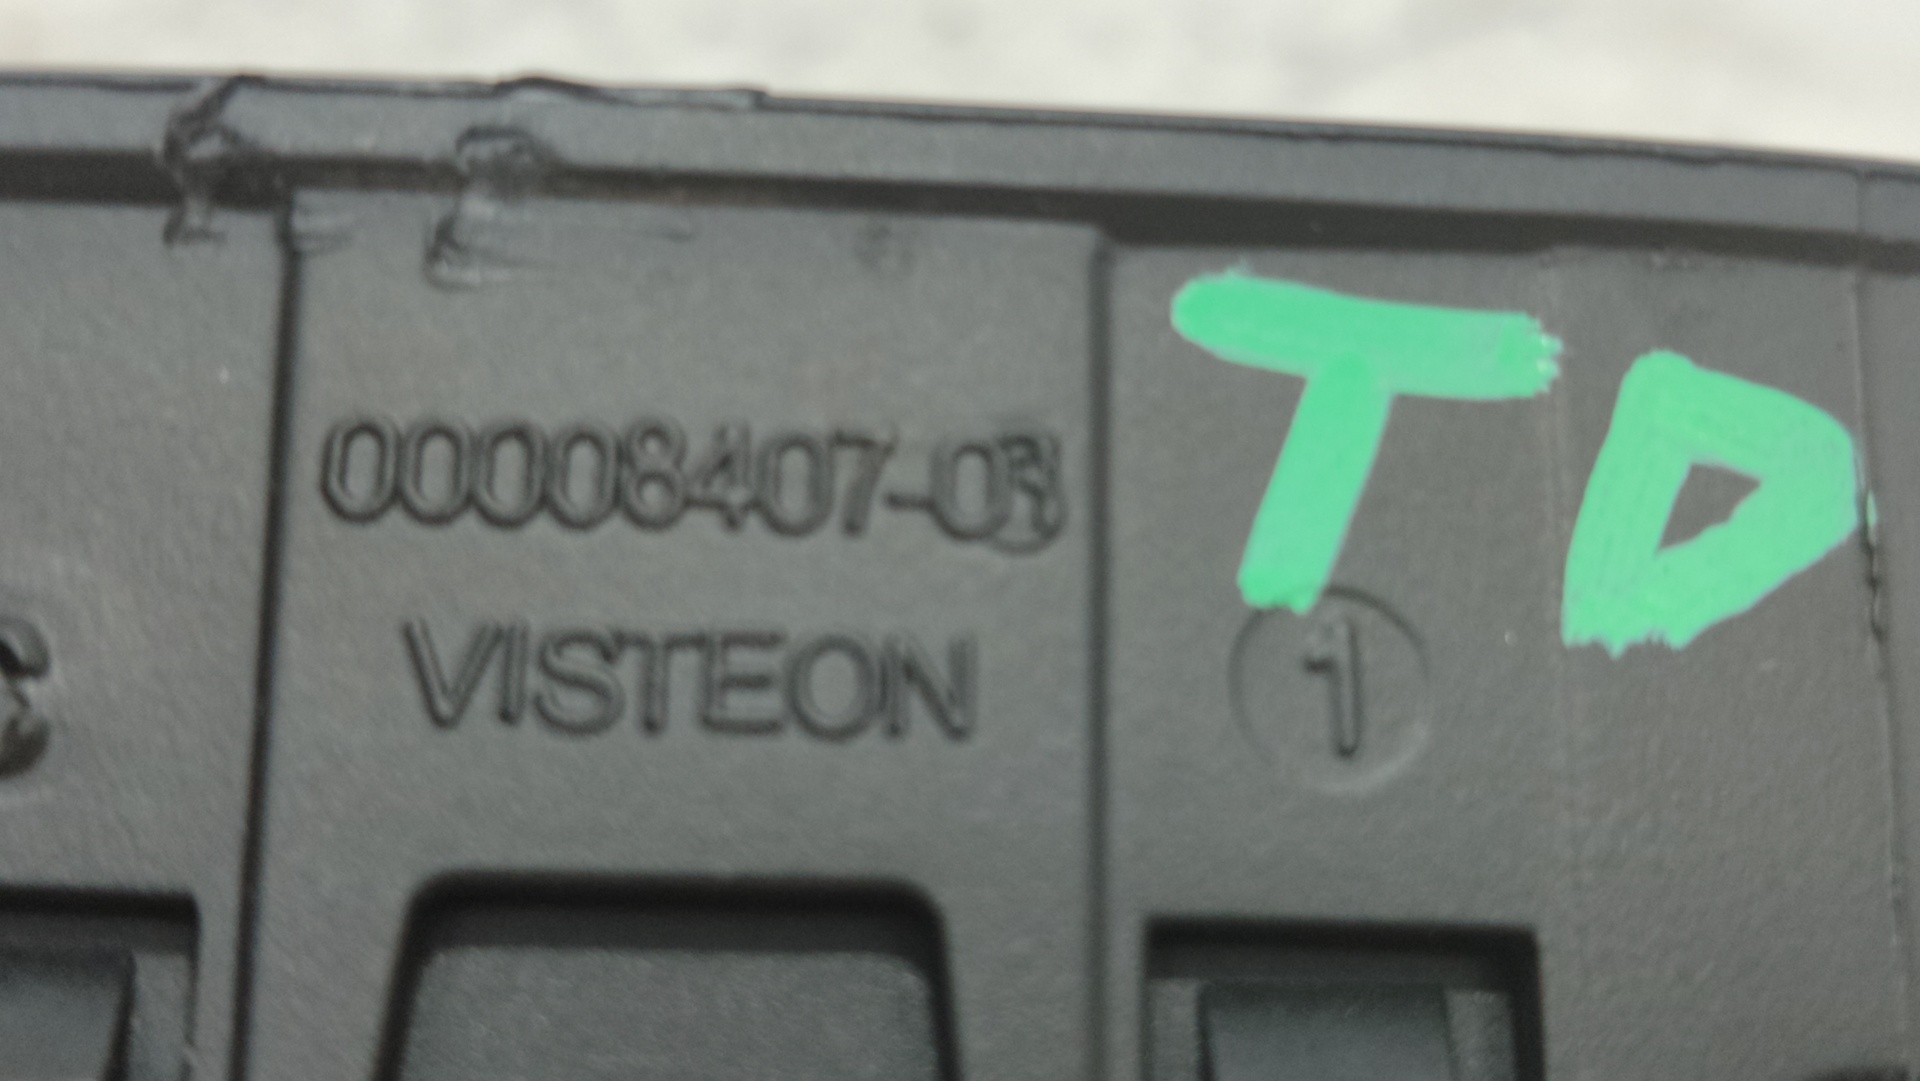 00008407-03
TD
VISTEON
1